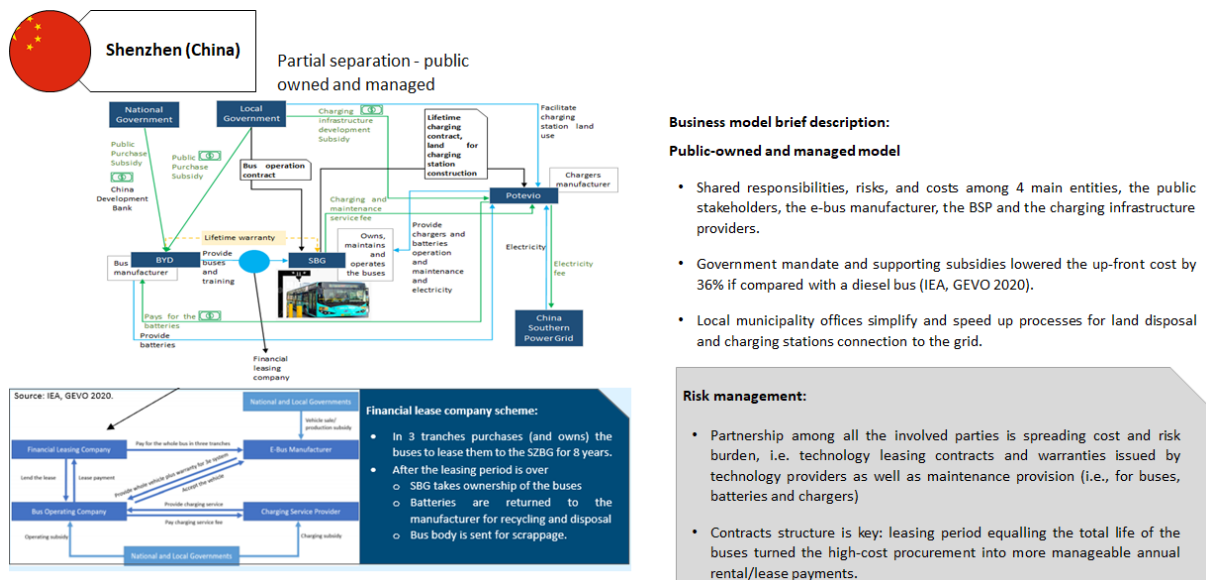 Shenzhen (China)
Partial separation - public
owned and managed
National
Government
Local
Government
Charging
infrastructure
development
Subsidy
Lifetime
charging
contract,
land for
charging
station
construction
Facilitate
charging
station land
use
Public
Purchase
Subsidy
China
Development
Bank
Public
Purchase
Subsidy
Bus operation
contract
Chargers
manufacturer
Potevio
Charging and
maintenance
service fee
Lifetime warranty
Owns,
maintains
and
operates
the buses
Provide
chargers and
batteries
operation
and
maintenance
and
electricity
Electricity
Electricity
fee
Bus
manufacturer
BYD
Provide
buses
and
training
SBG
Pays for the
batteries
Provide
batteries
China
Southern
Power Grid
Financial
leasing
company
Source: IEA, GEVO 2020.
National and Local Governments
Vehicle sale/
production subsidy
Financial Leasing Company
Pay for the whole bus in three tranches
E-Bus Manufacturer
Lend the lease
Lease payment
Provide whole vehicle plus warranty for 3e system
Accept the vehicle
Bus Operating Company
Provide charging service
Pay charging service fee
Charging Service Provider
Operating subsidy
Charging subsidy
National and Local Governments
Financial lease company scheme:
• In 3 tranches purchases (and owns) the
buses to lease them to the SZBG for 8 years.
• After the leasing period is over
o SBG takes ownership of the buses
o Batteries are returned to the
manufacturer for recycling and disposal
o Bus body is sent for scrappage.
Business model brief description:
Public-owned and managed model
• Shared responsibilities, risks, and costs among 4 main entities, the public
stakeholders, the e-bus manufacturer, the BSP and the charging infrastructure
providers.
• Government mandate and supporting subsidies lowered the up-front cost by
36% if compared with a diesel bus (IEA, GEVO 2020).
• Local municipality offices simplify and speed up processes for land disposal
and charging stations connection to the grid.
Risk management:
• Partnership among all the involved parties is spreading cost and risk
burden, i.e. technology leasing contracts and warranties issued by
technology providers as well as maintenance provision (i.e., for buses,
batteries and chargers)
• Contracts structure is key: leasing period equalling the total life of the
buses turned the high-cost procurement into more manageable annual
rental/lease payments.